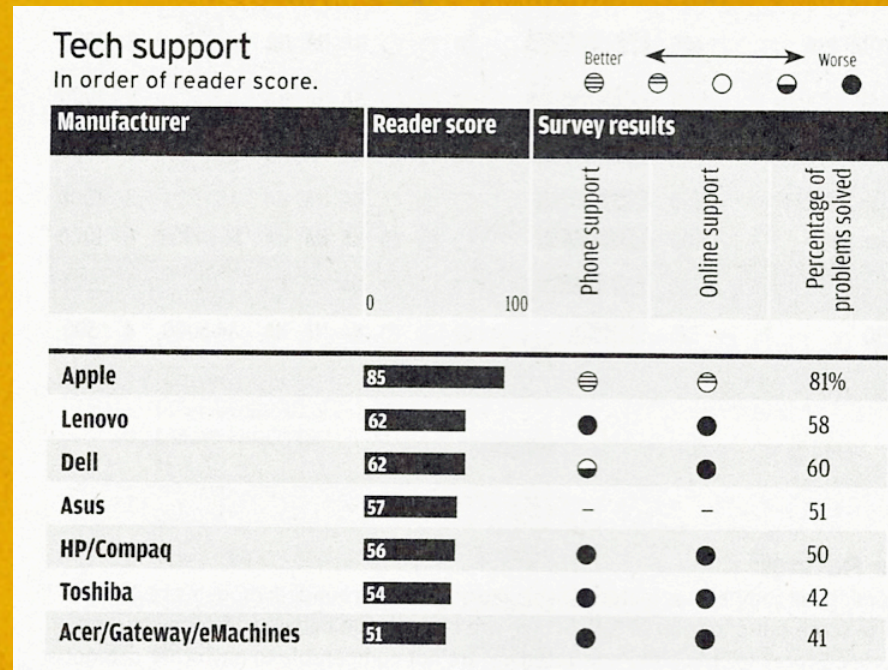 Tech support
In order of reader score.
Better Worse
Manufacturer Reader score Survey results
Phone support Online support Percentage of problems solved
0 100
Apple 85 81%
Lenovo 62 58
Dell 62 60
Asus 57 – – 51
HP/Compaq 56 50
Toshiba 54 42
Acer/Gateway/eMachines 51 41